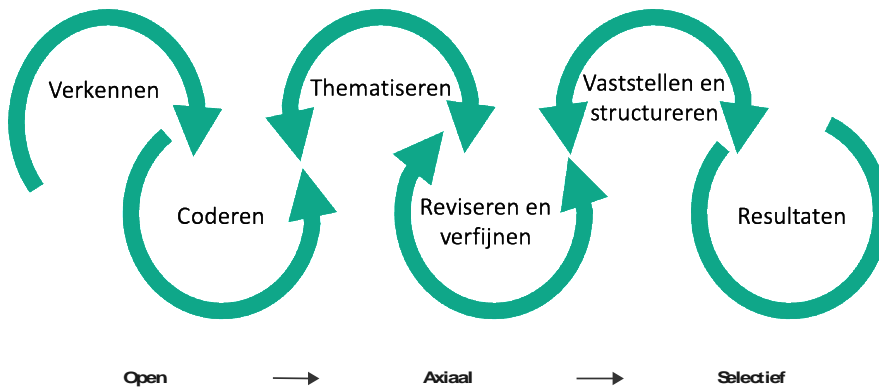 Verkennen
Coderen
Thematiseren
Reviseren en
verfijnen
Vaststellen en
structureren
Resultaten
Open
Axiaal
Selectief